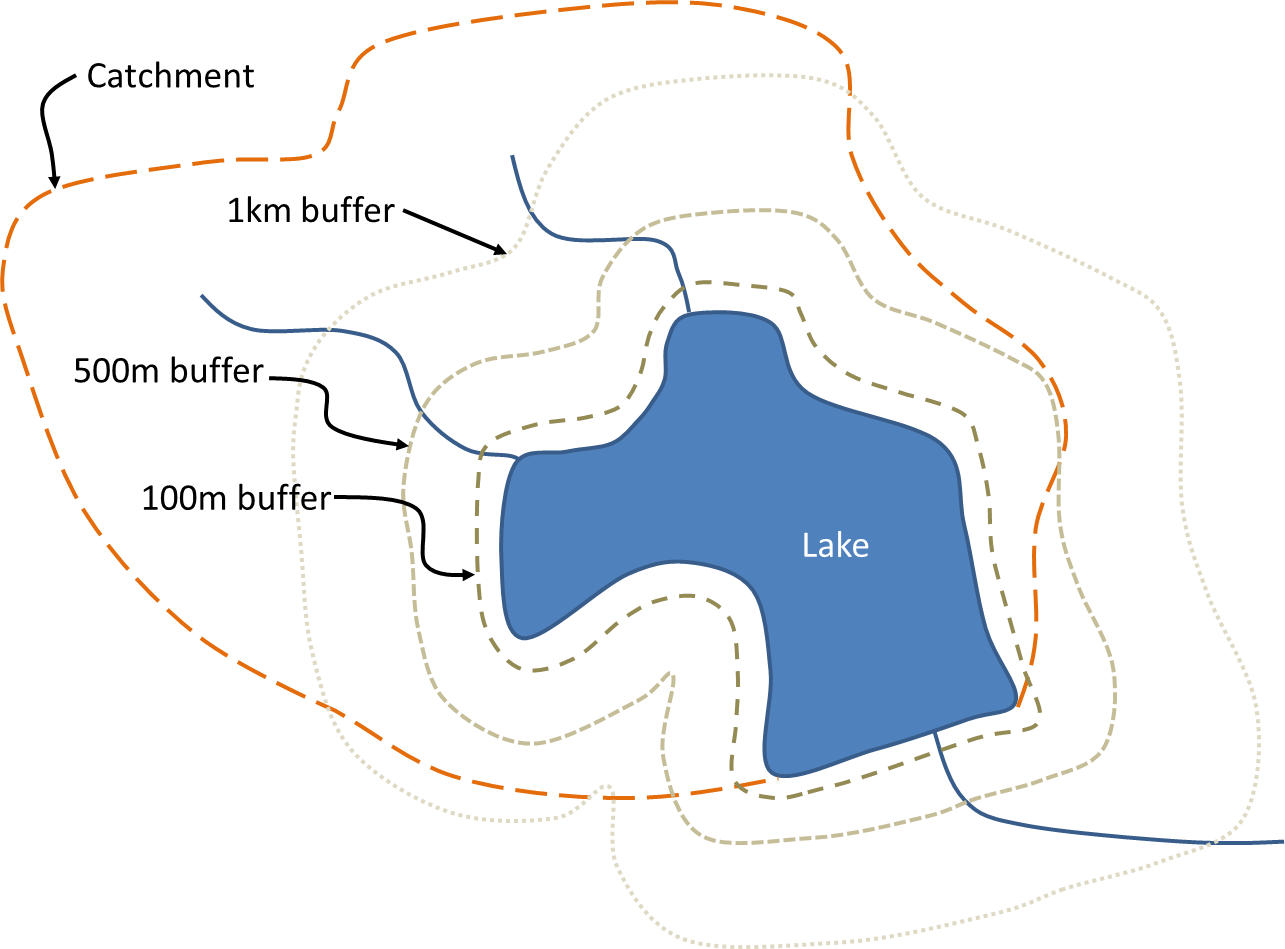 Catchment
1km buffer
500m buffer
100m buffer
Lake